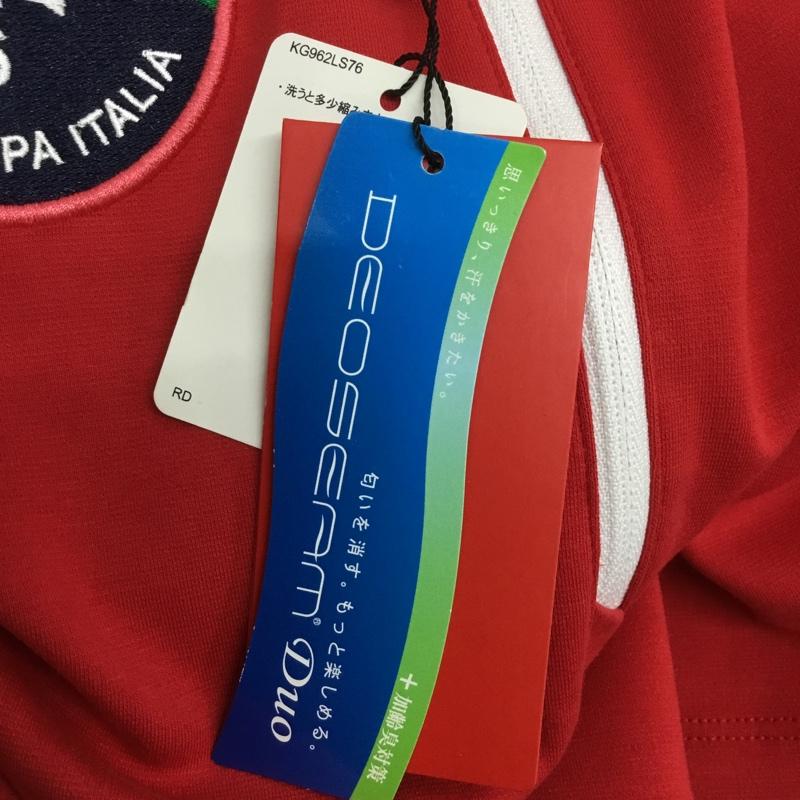 PA ITALIA
KG962LS76
・洗うと多少縮み
RD
思いっきり、汗をかきたい。
DEOSEAM® Duo
匂いを消す。もっと楽しめる。
+加齢臭対策